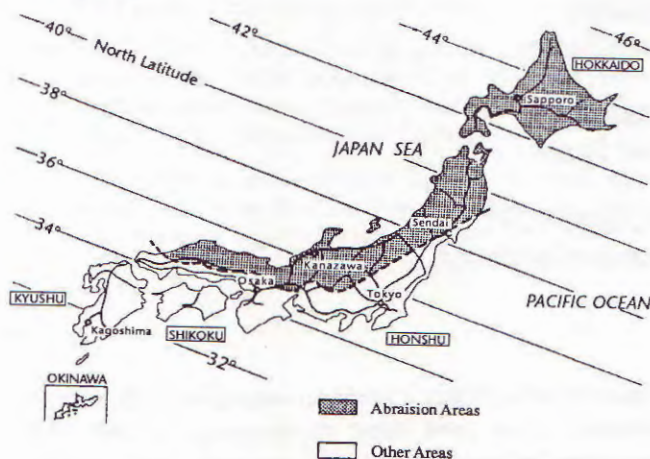 40°
42°
44°
46°
North Latitude
38°
36°
34°
32°
HOKKAIDO
Sapporo
JAPAN SEA
Sendai
Kanazawa
Osaka
Tokyo
PACIFIC OCEAN
KYUSHU
Kagoshima
SHIKOKU
HONSHU
OKINAWA
Abraision Areas
Other Areas